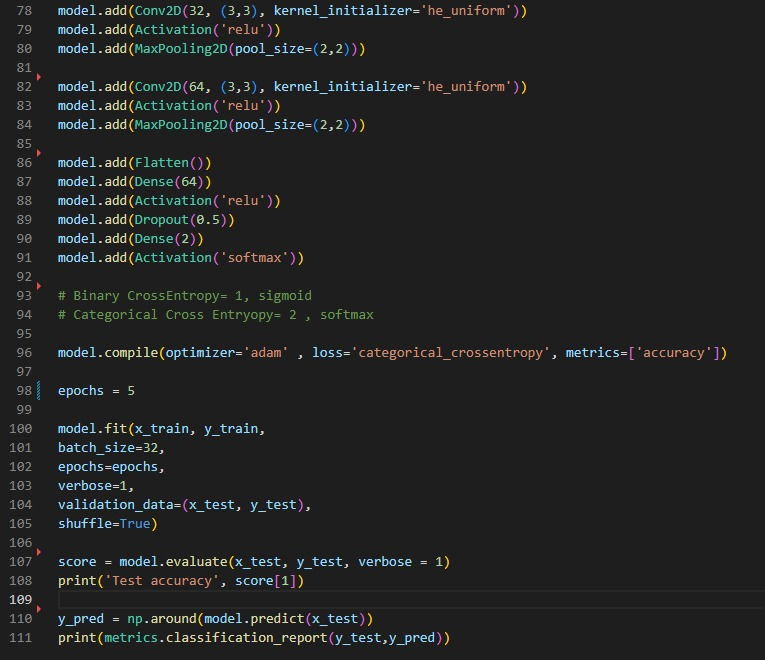 78 model.add(Conv2D(32, (3,3), kernel_initializer='he_uniform'))
79 model.add(Activation('relu'))
80 model.add(MaxPooling2D(pool_size=(2,2)))
81
82 model.add(Conv2D(64, (3,3), kernel_initializer='he_uniform'))
83 model.add(Activation('relu'))
84 model.add(MaxPooling2D(pool_size=(2,2)))
85
86 model.add(Flatten())
87 model.add(Dense(64))
88 model.add(Activation('relu'))
89 model.add(Dropout(0.5))
90 model.add(Dense(2))
91 model.add(Activation('softmax'))
92
93 # Binary CrossEntropy= 1, sigmoid
94 # Categorical Cross Entryopy= 2 , softmax
95
96 model.compile(optimizer='adam' , loss='categorical_crossentropy', metrics=['accuracy'])
97
98 epochs = 5
99
100 model.fit(x_train, y_train,
101 batch_size=32,
102 epochs=epochs,
103 verbose=1,
104 validation_data=(x_test, y_test),
105 shuffle=True)
106
107 score = model.evaluate(x_test, y_test, verbose = 1)
108 print('Test accuracy', score[1])
109
110 y_pred = np.around(model.predict(x_test))
111 print(metrics.classification_report(y_test,y_pred))